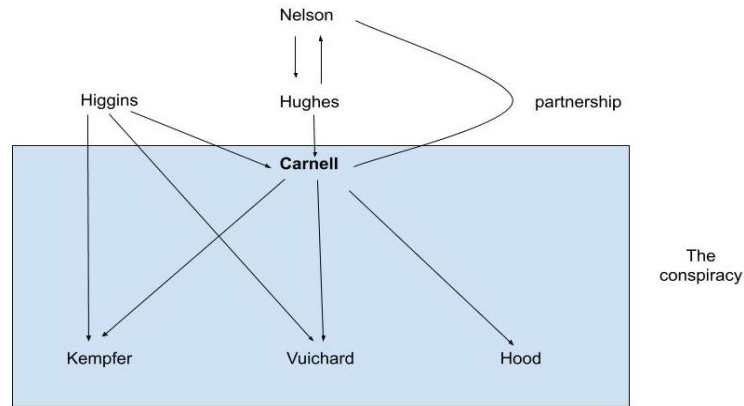 Nelson
Higgins
Hughes
partnership
Carnell
The
conspiracy
Kempfer
Vuichard
Hood